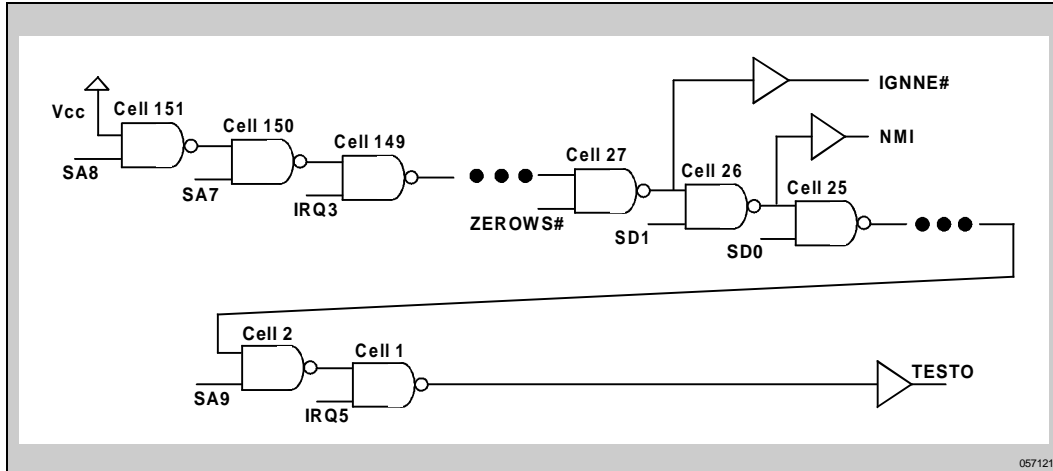 IGNNE#
Vcc
Cell 151
Cell 150
Cell 149
Cell 27
NMI
Cell 26
Cell 25
SA8
SA7
IRQ3
ZEROWS#
SD1
SD0
Cell 2
Cell 1
TESTO
SA9
IRQ5
057121